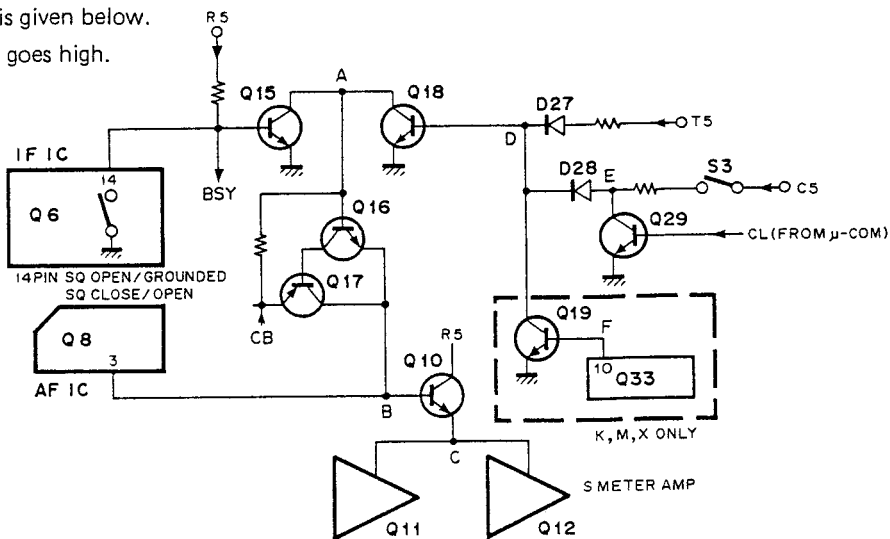 is given below.
goes high.
R5
A
Q15
Q18
D
D27
T5
IF IC
14
Q6
BSY
D28
E
S3
C5
Q29
CL(FROM μ-COM)
Q16
Q17
14PIN SQ OPEN/GROUNDED
SQ CLOSE/OPEN
CB
Q8
3
AF IC
R5
Q10
B
Q19
F
10
Q33
K,M,X ONLY
C
S METER AMP
Q11
Q12